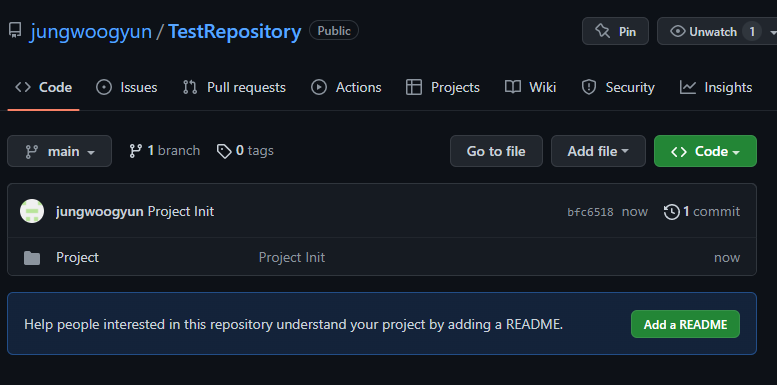 jungwoogyun / TestRepository Public Pin Unwatch 1
Code Issues Pull requests Actions Projects Wiki Security Insights
main 1 branch 0 tags Go to file Add file Code
jungwoogyun Project Init bfc6518 now 1 commit
Project Project Init now
Help people interested in this repository understand your project by adding a README. Add a README